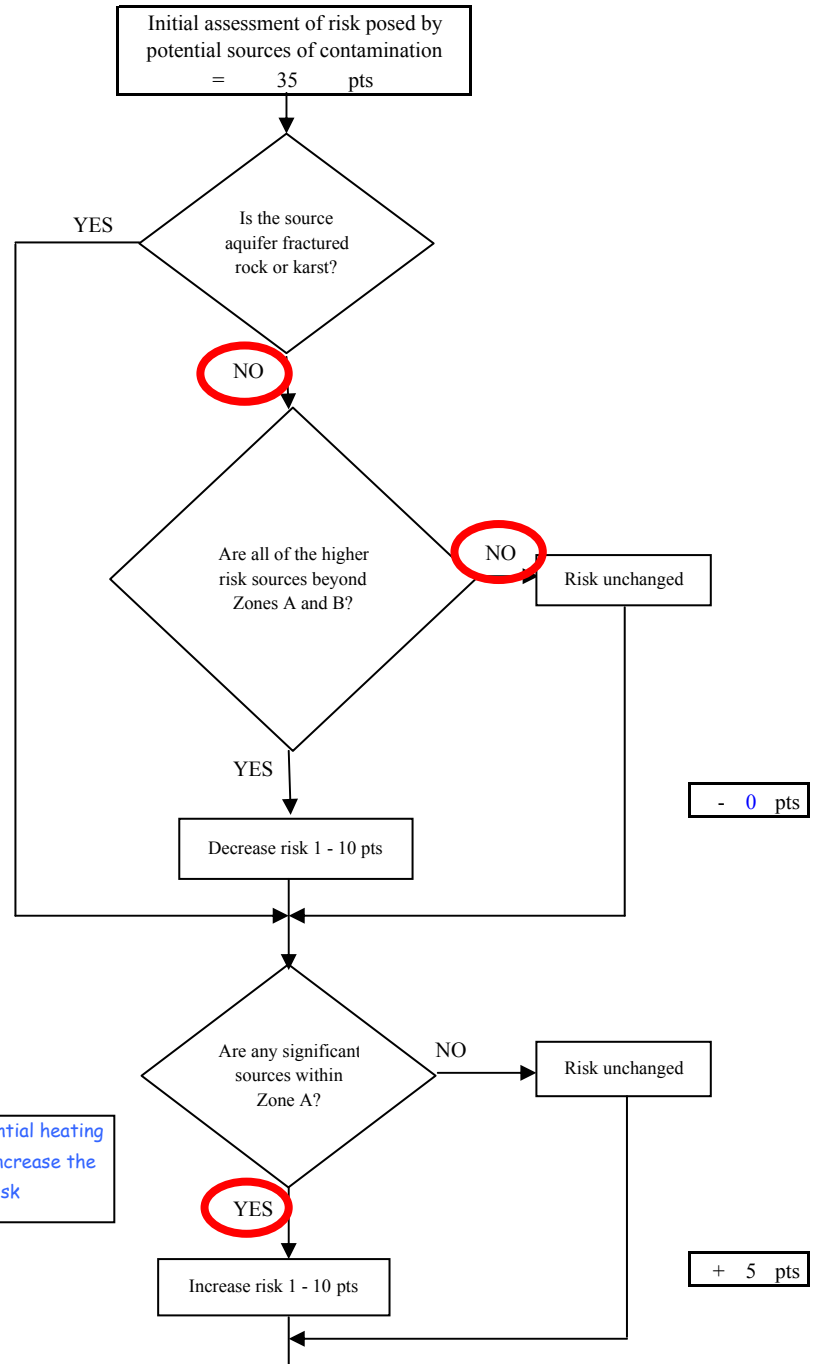 Initial assessment of risk posed by
potential sources of contamination
= 35 pts
YES
Is the source
aquifer fractured
rock or karst?
NO
Are all of the higher
risk sources beyond
Zones A and B?
NO
Risk unchanged
YES
- 0 pts
Decrease risk 1 - 10 pts
Are any significant
sources within
Zone A?
NO
Risk unchanged
heating
increase the
YES
+ 5 pts
Increase risk 1 - 10 pts